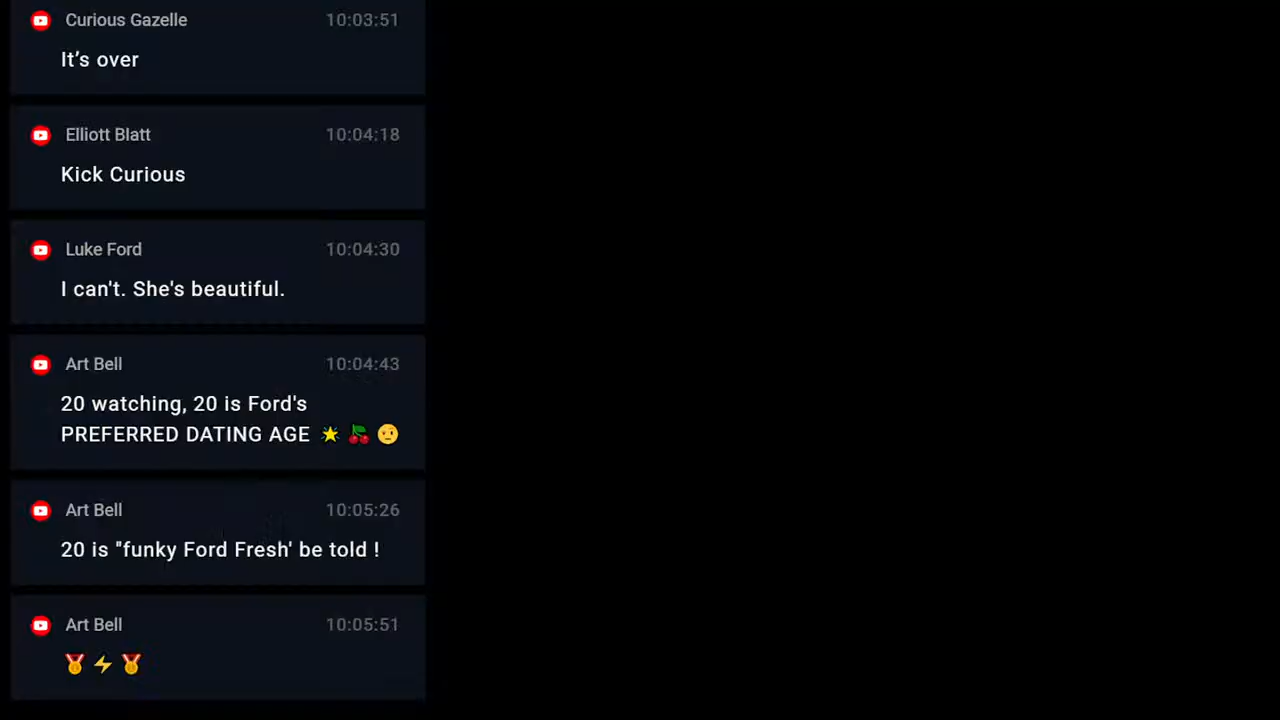 Curious Gazelle 10:03:51
It’s over
Elliott Blatt 10:04:18
Kick Curious
Luke Ford 10:04:30
I can't. She's beautiful.
Art Bell 10:04:43
20 watching, 20 is Ford's
PREFERRED DATING AGE 🌟 🍒 🤨
Art Bell 10:05:26
20 is "funky Ford Fresh' be told !
Art Bell 10:05:51
🏅 ⚡ 🏅